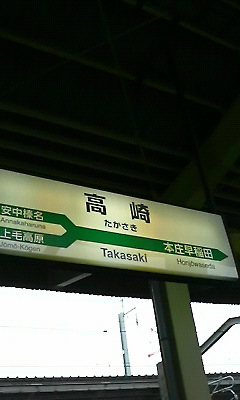 高崎
たかさき
Takasaki
安中榛名
Annakaharuna
上毛高原
Jōmō-Kōgen
本庄早稲田
Honjōwaseda